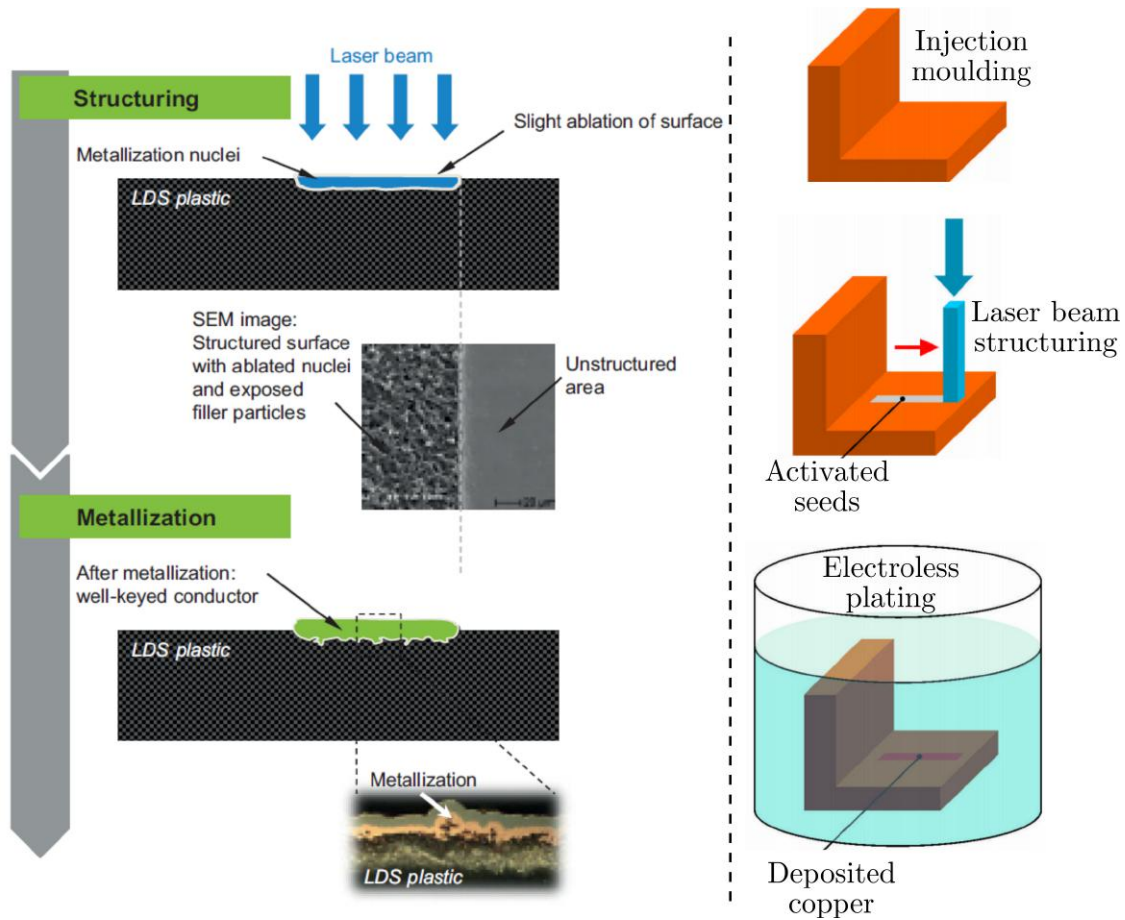 Laser beam
Structuring
Slight ablation of surface
Metallization nuclei
LDS plastic
SEM image:
Structured surface
with ablated nuclei
and exposed
filler particles
Unstructured
area
20 µm
Metallization
After metallization:
well-keyed conductor
LDS plastic
Metallization
LDS plastic
Injection
moulding
Laser beam
structuring
Activated
seeds
Electroless
plating
Deposited
copper